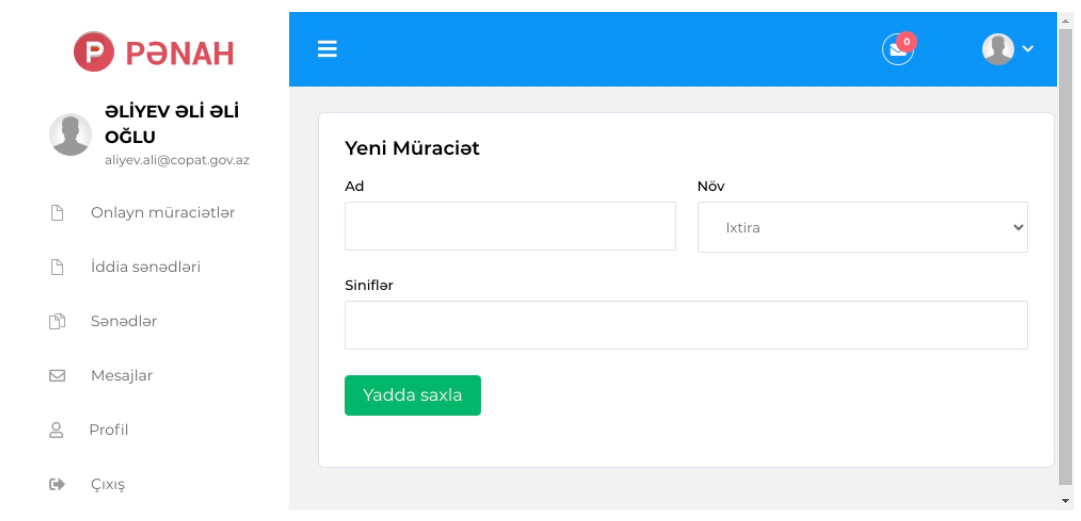 PƏNAH
ƏLİYEV ƏLİ ƏLİ
OĞLU
aliyev.ali@copat.gov.az
Onlayn müraciətlər
İddia sənədləri
Sənədlər
Mesajlar
Profil
Çıxış
0
Yeni Müraciət
Ad
Növ
Ixtira
Siniflər
Yadda saxla